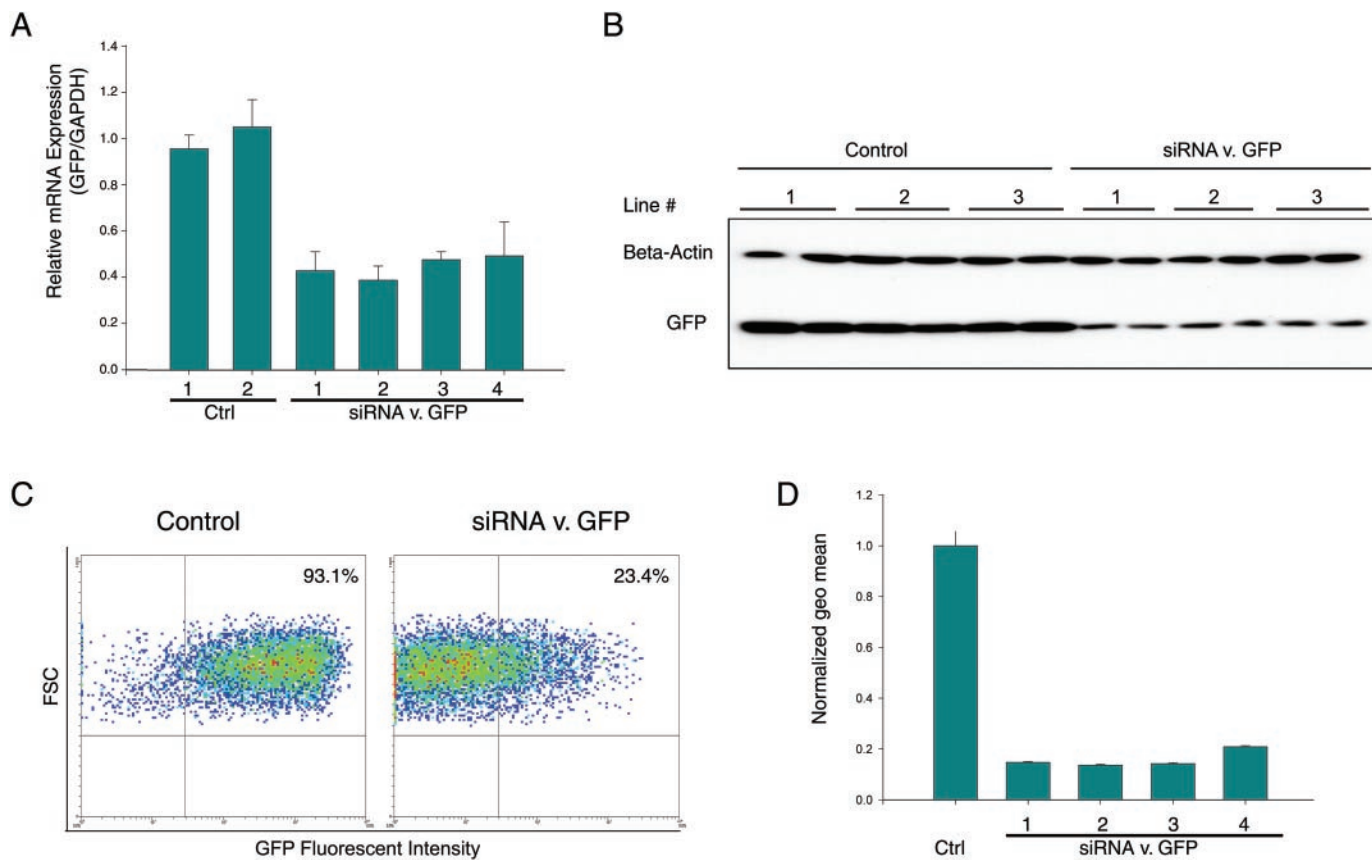 A
Relative mRNA Expression
(GFP/GAPDH)
1.4
1.2
1.0
0.8
0.6
0.4
0.2
0.0
1 2 1 2 3 4
Ctrl siRNA v. GFP
B
Control siRNA v. GFP
Line # 1 2 3 1 2 3
Beta-Actin
GFP
C
Control siRNA v. GFP
93.1% 23.4%
FSC
GFP Fluorescent Intensity
D
Normalized geo mean
1.2
1.0
0.8
0.6
0.4
0.2
0.0
1 2 3 4
Ctrl siRNA v. GFP